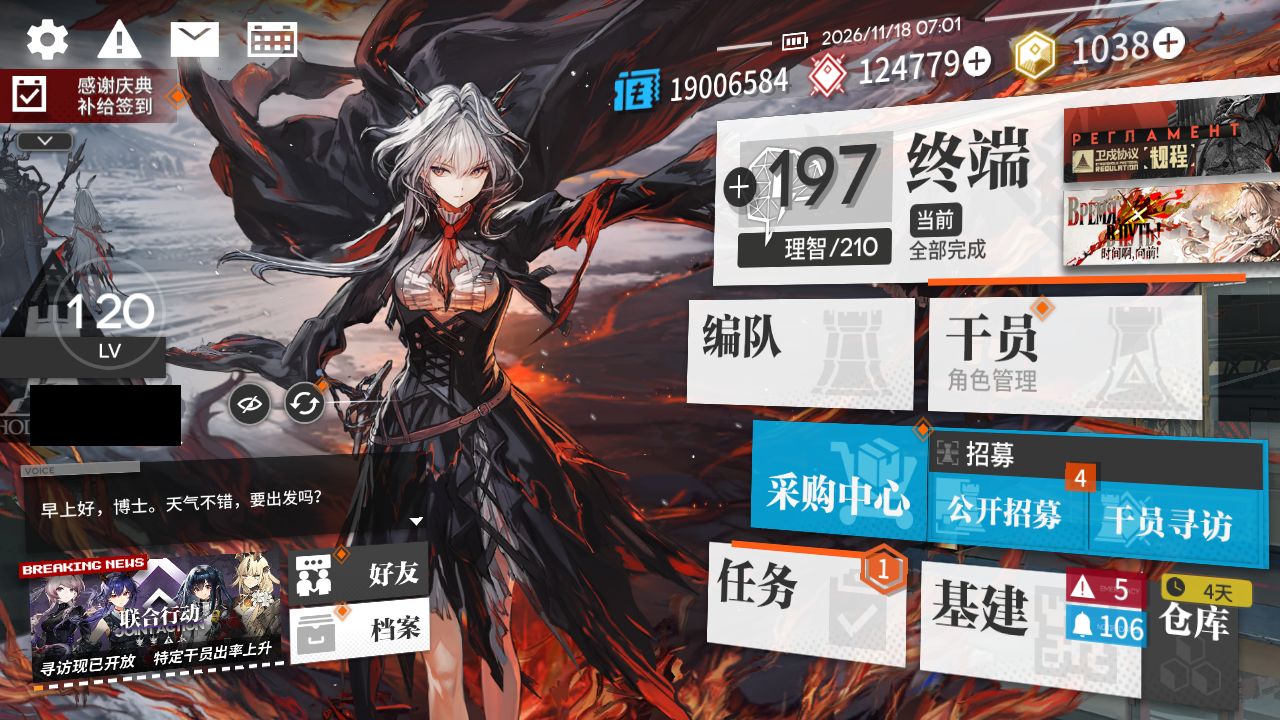 感谢庆典
补给签到
2026/11/18 07:01
19006584
124779
1038
197
理智/210
终端
当前
全部完成
РЕГЛАМЕНТ
卫戍协议
REGULATION
规程
时间啊,向前!
120
LV
编队
干员
角色管理
VOICE
早上好，博士。天气不错，要出发吗？
采购中心
招募
4
公开招募
干员寻访
BREAKING NEWS
联合行动
JOINT ACTION
寻访现已开放 特定干员出率上升
好友
档案
任务
1
基建
5
106
4天
仓库